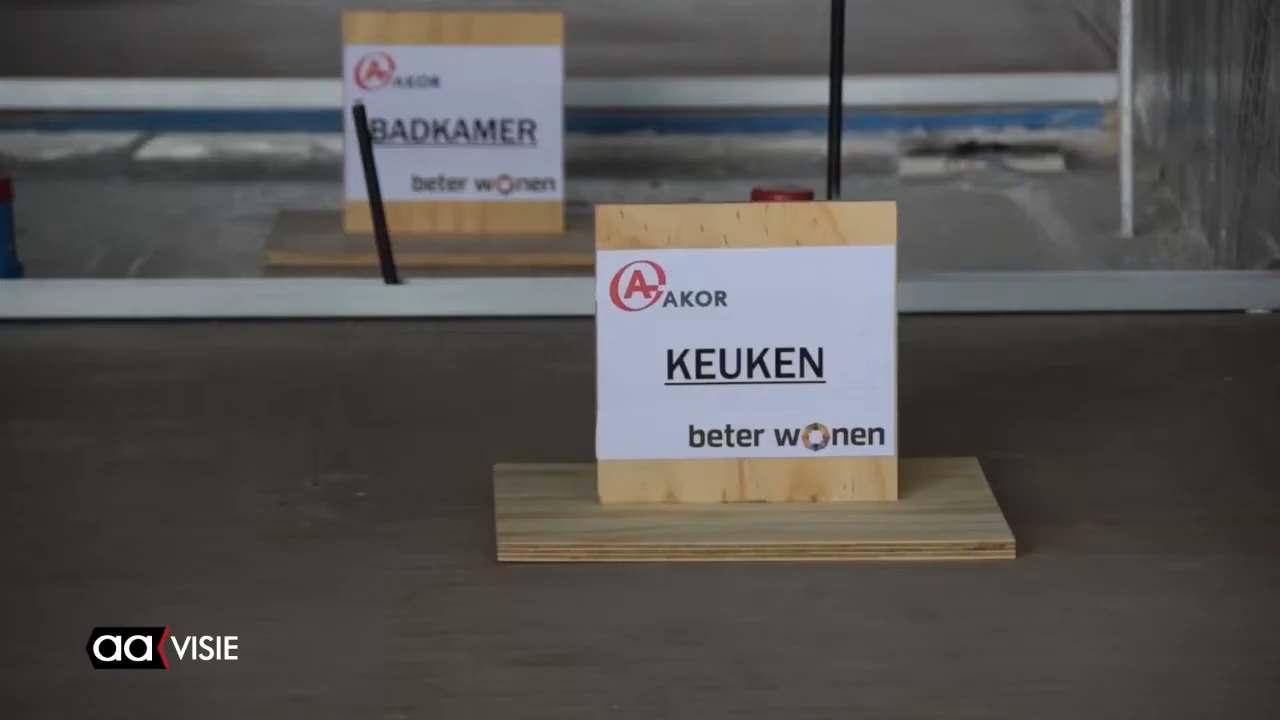 AKOR
BADKAMER
beter wonen
AKOR
KEUKEN
beter wonen
aa VISIE